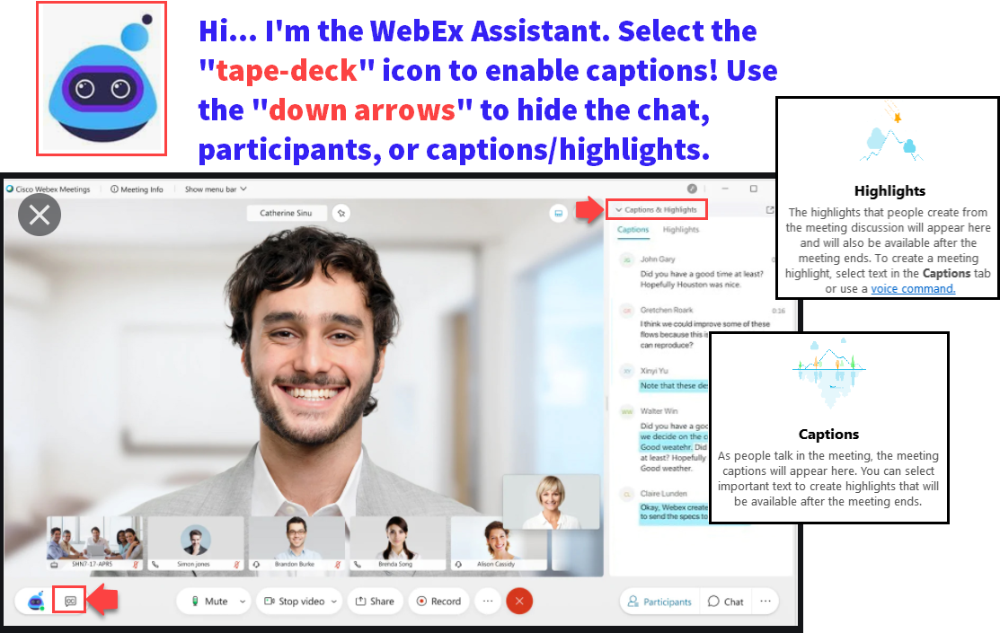 Hi... I'm the WebEx Assistant. Select the
"tape-deck" icon to enable captions! Use
the "down arrows" to hide the chat,
participants, or captions/highlights.
Cisco Webex Meetings
Meeting Info
Show menu bar
Catherine Sinu
Captions & Highlights
Captions
Highlights
JG
John Gary
Did you have a good time at least?
Hopefully Houston was nice.
GR
Gretchen Roark
0:16
I think we could improve some of these
flows because this is
can reproduce?
XY
Xinyi Yu
Note that these de
WW
Walter Win
Did you have a goo
we decide on the c
Good weatehr. Did
at least? Hopefully
Good weather.
CL
Claire Lunden
Okay, Webex create
to send the specs to
Highlights
The highlights that people create from
the meeting discussion will appear here
and will also be available after the
meeting ends. To create a meeting
highlight, select text in the Captions tab
or use a voice command.
Captions
As people talk in the meeting, the meeting
captions will appear here. You can select
important text to create highlights that will
be available after the meeting ends.
SHN7-17-APR5
Simon jones
Brandon Burke
Brenda Song
Alison Cassidy
CC
Mute
Stop video
Share
Record
Participants
Chat